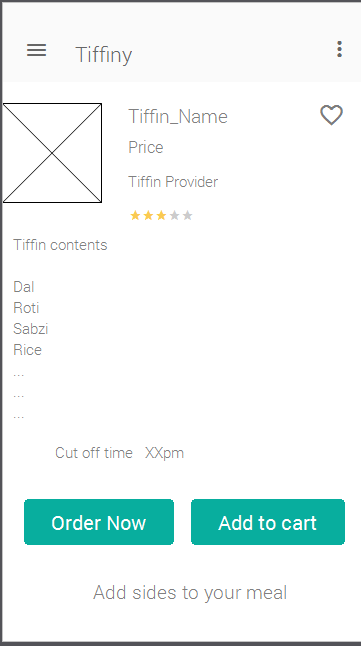 Tiffiny
Tiffin_Name
Price
Tiffin Provider
Tiffin contents
Dal
Roti
Sabzi
Rice
...
...
...
Cut off time XXpm
Order Now Add to cart
Add sides to your meal